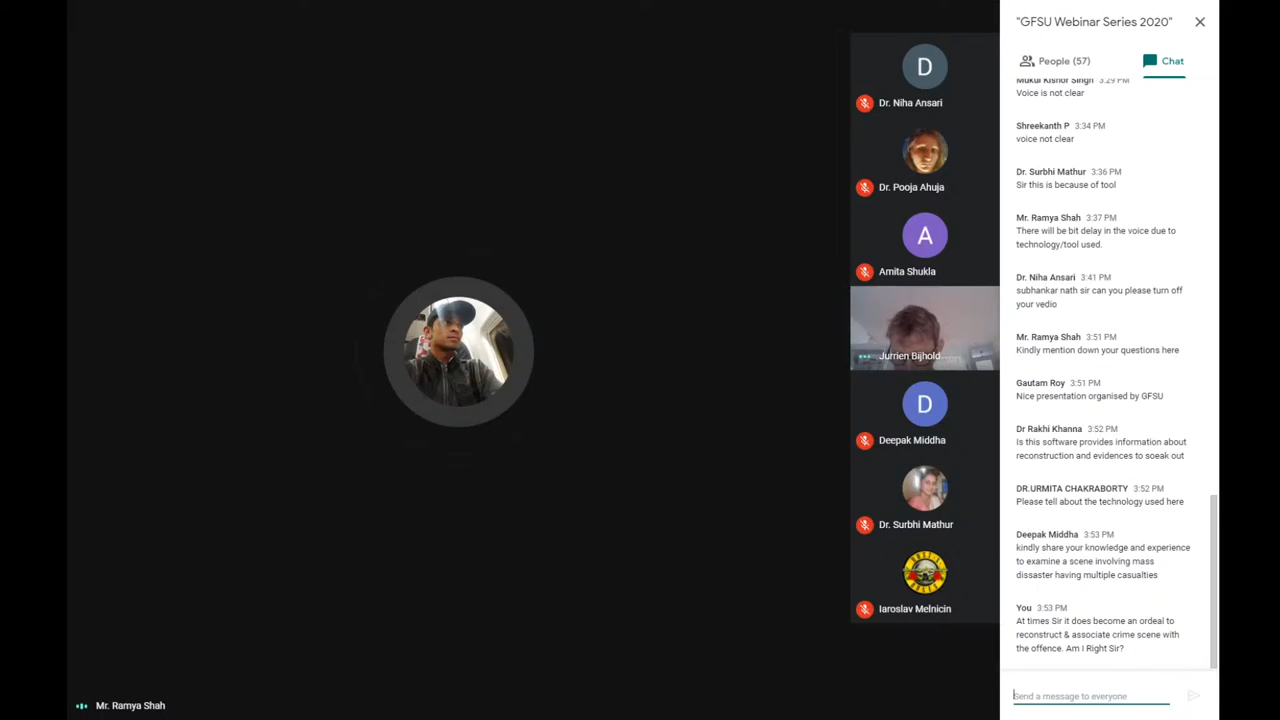 "GFSU Webinar Series 2020"
People (57)
Chat
Mukul Kishor Singh 3:29 PM
Voice is not clear
Shreekanth P 3:34 PM
voice not clear
Dr. Surbhi Mathur 3:36 PM
Sir this is because of tool
Mr. Ramya Shah 3:37 PM
There will be bit delay in the voice due to
technology/tool used.
Dr. Niha Ansari 3:41 PM
subhankar nath sir can you please turn off
your vedio
Mr. Ramya Shah 3:51 PM
Kindly mention down your questions here
Gautam Roy 3:51 PM
Nice presentation organised by GFSU
Dr Rakhi Khanna 3:52 PM
Is this software provides information about
reconstruction and evidences to soeak out
DR.URMITA CHAKRABORTY 3:52 PM
Please tell about the technology used here
Deepak Middha 3:53 PM
kindly share your knowledge and experience
to examine a scene involving mass
dissaster having multiple casualties
You 3:53 PM
At times Sir it does become an ordeal to
reconstruct & associate crime scene with
the offence. Am I Right Sir?
Send a message to everyone
D
Dr. Niha Ansari
Dr. Pooja Ahuja
A
Amita Shukla
Jurrien Bijhold
D
Deepak Middha
Dr. Surbhi Mathur
Iaroslav Melnicin
Mr. Ramya Shah